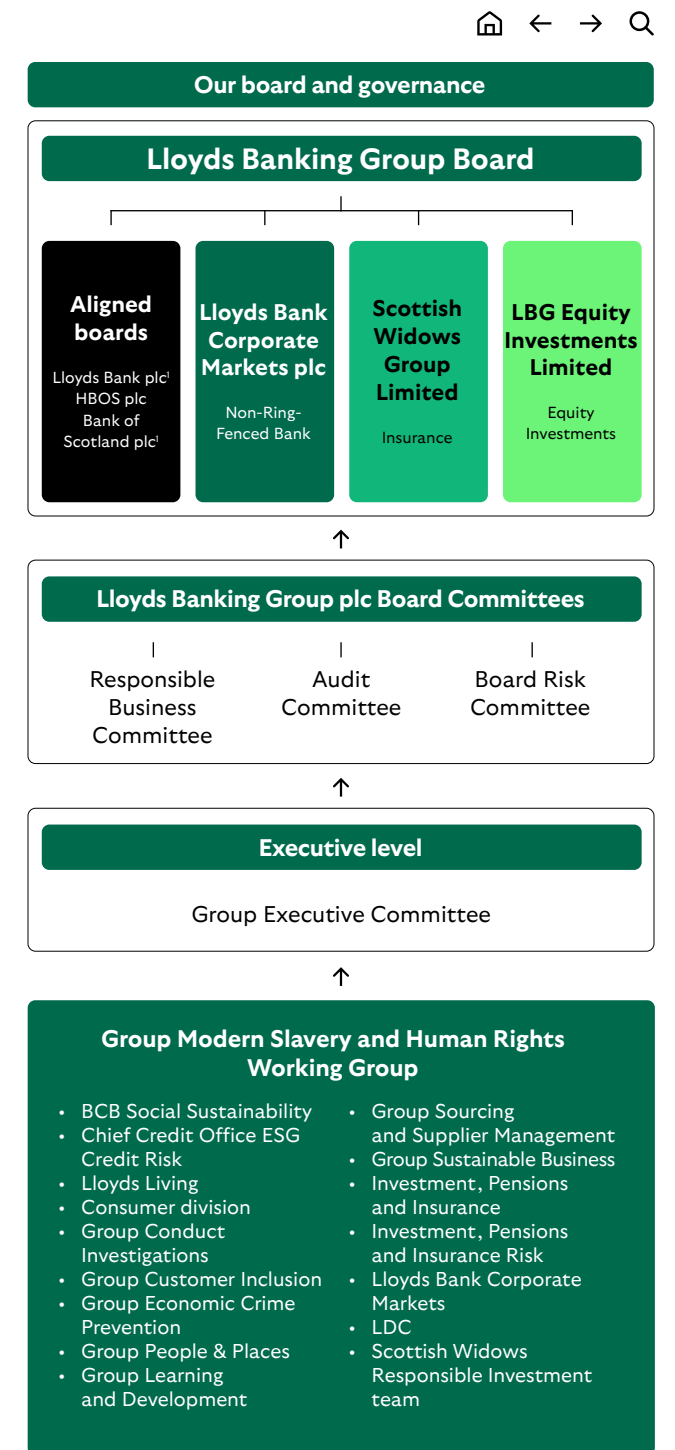 Our board and governance
Lloyds Banking Group Board
Aligned
boards
Lloyds Bank plc¹
HBOS plc
Bank of
Scotland plc¹
Lloyds Bank
Corporate
Markets plc
Non-Ring-
Fenced Bank
Scottish
Widows
Group
Limited
Insurance
LBG Equity
Investments
Limited
Equity
Investments
Lloyds Banking Group plc Board Committees
Responsible
Business
Committee
Audit
Committee
Board Risk
Committee
Executive level
Group Executive Committee
Group Modern Slavery and Human Rights
Working Group
• BCB Social Sustainability
• Chief Credit Office ESG
Credit Risk
• Lloyds Living
• Consumer division
• Group Conduct
Investigations
• Group Customer Inclusion
• Group Economic Crime
Prevention
• Group People & Places
• Group Learning
and Development
• Group Sourcing
and Supplier Management
• Group Sustainable Business
• Investment, Pensions
and Insurance
• Investment, Pensions
and Insurance Risk
• Lloyds Bank Corporate
Markets
• LDC
• Scottish Widows
Responsible Investment
team